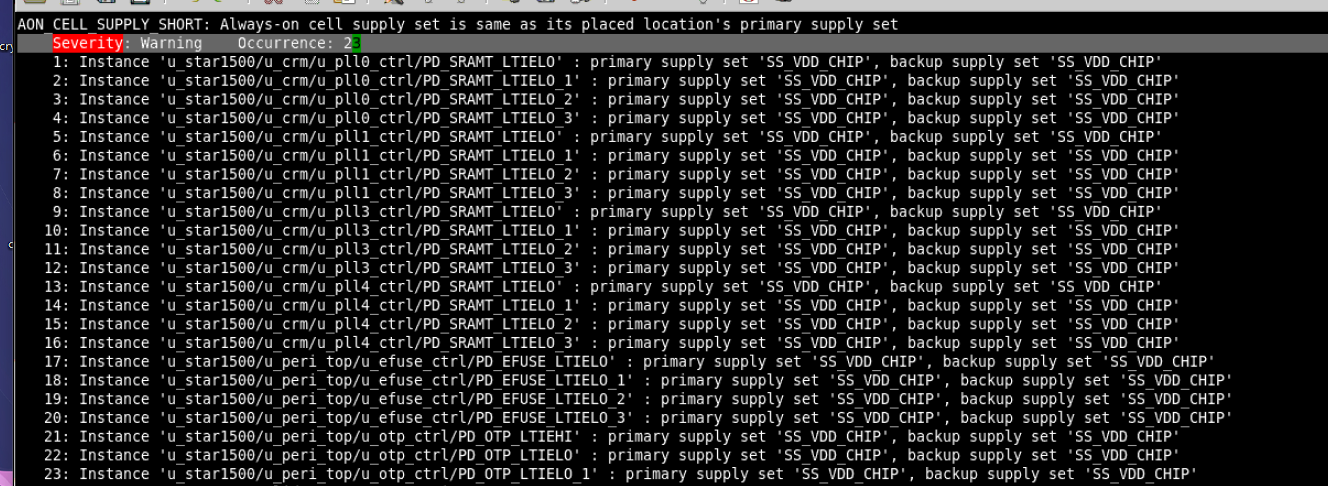 AON_CELL_SUPPLY_SHORT: Always-on cell supply set is same as its placed location's primary supply set
Severity: Warning    Occurrence: 23
1: Instance 'u_star1500/u_crm/u_pll0_ctrl/PD_SRAMT_LTIELO' : primary supply set 'SS_VDD_CHIP', backup supply set 'SS_VDD_CHIP'
2: Instance 'u_star1500/u_crm/u_pll0_ctrl/PD_SRAMT_LTIELO_1' : primary supply set 'SS_VDD_CHIP', backup supply set 'SS_VDD_CHIP'
3: Instance 'u_star1500/u_crm/u_pll0_ctrl/PD_SRAMT_LTIELO_2' : primary supply set 'SS_VDD_CHIP', backup supply set 'SS_VDD_CHIP'
4: Instance 'u_star1500/u_crm/u_pll0_ctrl/PD_SRAMT_LTIELO_3' : primary supply set 'SS_VDD_CHIP', backup supply set 'SS_VDD_CHIP'
5: Instance 'u_star1500/u_crm/u_pll1_ctrl/PD_SRAMT_LTIELO' : primary supply set 'SS_VDD_CHIP', backup supply set 'SS_VDD_CHIP'
6: Instance 'u_star1500/u_crm/u_pll1_ctrl/PD_SRAMT_LTIELO_1' : primary supply set 'SS_VDD_CHIP', backup supply set 'SS_VDD_CHIP'
7: Instance 'u_star1500/u_crm/u_pll1_ctrl/PD_SRAMT_LTIELO_2' : primary supply set 'SS_VDD_CHIP', backup supply set 'SS_VDD_CHIP'
8: Instance 'u_star1500/u_crm/u_pll1_ctrl/PD_SRAMT_LTIELO_3' : primary supply set 'SS_VDD_CHIP', backup supply set 'SS_VDD_CHIP'
9: Instance 'u_star1500/u_crm/u_pll3_ctrl/PD_SRAMT_LTIELO' : primary supply set 'SS_VDD_CHIP', backup supply set 'SS_VDD_CHIP'
10: Instance 'u_star1500/u_crm/u_pll3_ctrl/PD_SRAMT_LTIELO_1' : primary supply set 'SS_VDD_CHIP', backup supply set 'SS_VDD_CHIP'
11: Instance 'u_star1500/u_crm/u_pll3_ctrl/PD_SRAMT_LTIELO_2' : primary supply set 'SS_VDD_CHIP', backup supply set 'SS_VDD_CHIP'
12: Instance 'u_star1500/u_crm/u_pll3_ctrl/PD_SRAMT_LTIELO_3' : primary supply set 'SS_VDD_CHIP', backup supply set 'SS_VDD_CHIP'
13: Instance 'u_star1500/u_crm/u_pll4_ctrl/PD_SRAMT_LTIELO' : primary supply set 'SS_VDD_CHIP', backup supply set 'SS_VDD_CHIP'
14: Instance 'u_star1500/u_crm/u_pll4_ctrl/PD_SRAMT_LTIELO_1' : primary supply set 'SS_VDD_CHIP', backup supply set 'SS_VDD_CHIP'
15: Instance 'u_star1500/u_crm/u_pll4_ctrl/PD_SRAMT_LTIELO_2' : primary supply set 'SS_VDD_CHIP', backup supply set 'SS_VDD_CHIP'
16: Instance 'u_star1500/u_crm/u_pll4_ctrl/PD_SRAMT_LTIELO_3' : primary supply set 'SS_VDD_CHIP', backup supply set 'SS_VDD_CHIP'
17: Instance 'u_star1500/u_peri_top/u_efuse_ctrl/PD_EFUSE_LTIELO' : primary supply set 'SS_VDD_CHIP', backup supply set 'SS_VDD_CHIP'
18: Instance 'u_star1500/u_peri_top/u_efuse_ctrl/PD_EFUSE_LTIELO_1' : primary supply set 'SS_VDD_CHIP', backup supply set 'SS_VDD_CHIP'
19: Instance 'u_star1500/u_peri_top/u_efuse_ctrl/PD_EFUSE_LTIELO_2' : primary supply set 'SS_VDD_CHIP', backup supply set 'SS_VDD_CHIP'
20: Instance 'u_star1500/u_peri_top/u_efuse_ctrl/PD_EFUSE_LTIELO_3' : primary supply set 'SS_VDD_CHIP', backup supply set 'SS_VDD_CHIP'
21: Instance 'u_star1500/u_peri_top/u_otp_ctrl/PD_OTP_LTIEHI' : primary supply set 'SS_VDD_CHIP', backup supply set 'SS_VDD_CHIP'
22: Instance 'u_star1500/u_peri_top/u_otp_ctrl/PD_OTP_LTIELO' : primary supply set 'SS_VDD_CHIP', backup supply set 'SS_VDD_CHIP'
23: Instance 'u_star1500/u_peri_top/u_otp_ctrl/PD_OTP_LTIELO_1' : primary supply set 'SS_VDD_CHIP', backup supply set 'SS_VDD_CHIP'